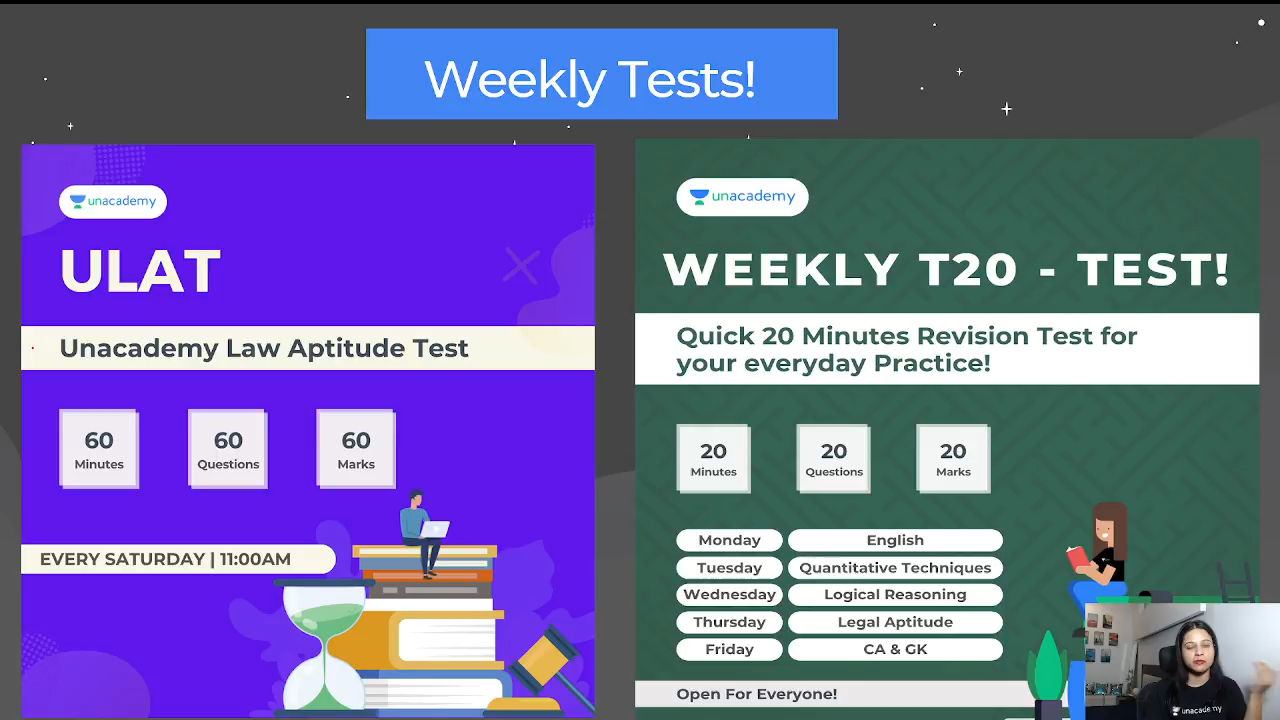 Weekly Tests!
unacademy
ULAT
Unacademy Law Aptitude Test
60
Minutes
60
Questions
60
Marks
EVERY SATURDAY | 11:00AM
unacademy
WEEKLY T20 - TEST!
Quick 20 Minutes Revision Test for
your everyday Practice!
20
Minutes
20
Questions
20
Marks
Monday English
Tuesday Quantitative Techniques
Wednesday Logical Reasoning
Thursday Legal Aptitude
Friday CA & GK
Open For Everyone!
unacademy